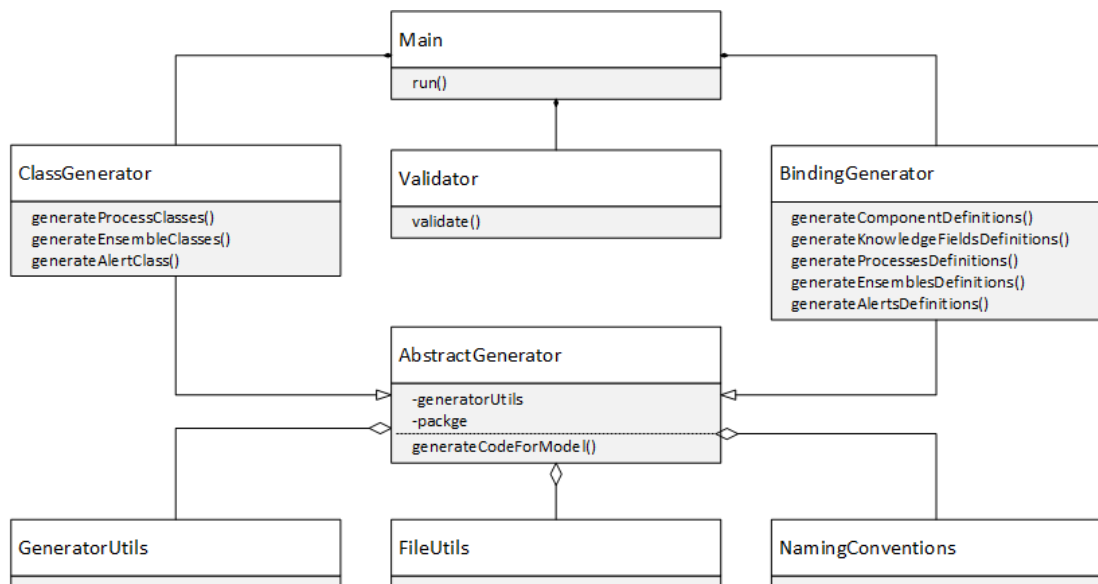 Main
run()
ClassGenerator
generateProcessClasses()
generateEnsembleClasses()
generateAlertClass()
Validator
validate()
BindingGenerator
generateComponentDefinitions()
generateKnowledgeFieldsDefinitions()
generateProcessesDefinitions()
generateEnsemblesDefinitions()
generateAlertsDefinitions()
AbstractGenerator
-generatorUtils
-packge
generateCodeForModel()
GeneratorUtils
FileUtils
NamingConventions